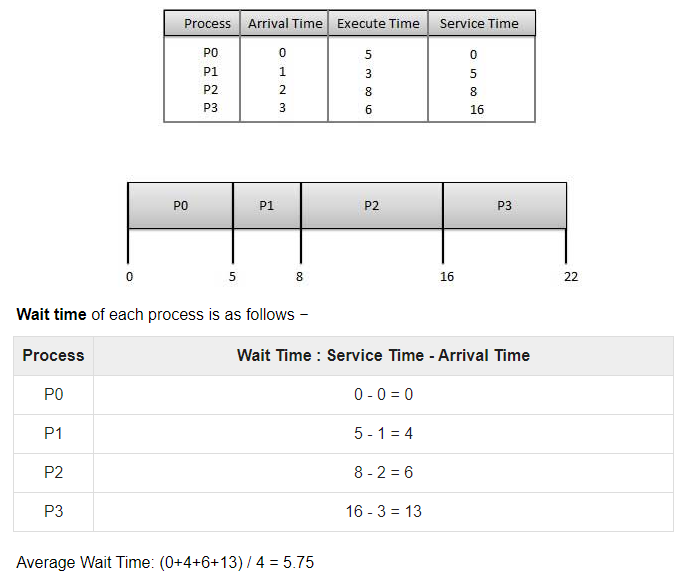 Process Arrival Time Execute Time Service Time
P0 0 5 0
P1 1 3 5
P2 2 8 8
P3 3 6 16
P0 P1 P2 P3
0 5 8 16 22
Wait time of each process is as follows −
Process Wait Time : Service Time - Arrival Time
P0 0 - 0 = 0
P1 5 - 1 = 4
P2 8 - 2 = 6
P3 16 - 3 = 13
Average Wait Time: (0+4+6+13) / 4 = 5.75